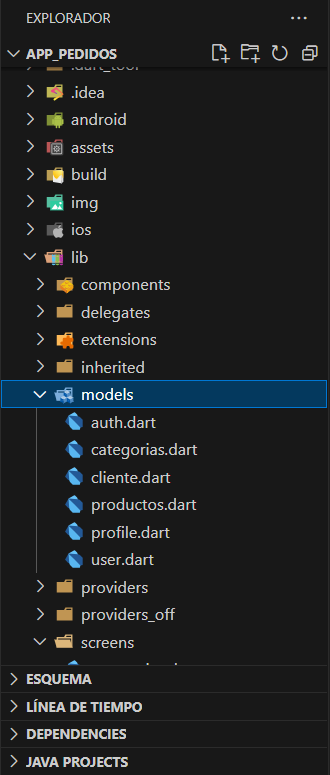 EXPLORADOR
APP_PEDIDOS
.dart_tool
.idea
android
assets
build
img
ios
lib
components
delegates
extensions
inherited
models
auth.dart
categorias.dart
cliente.dart
productos.dart
profile.dart
user.dart
providers
providers_off
screens
ESQUEMA
LÍNEA DE TIEMPO
DEPENDENCIES
JAVA PROJECTS